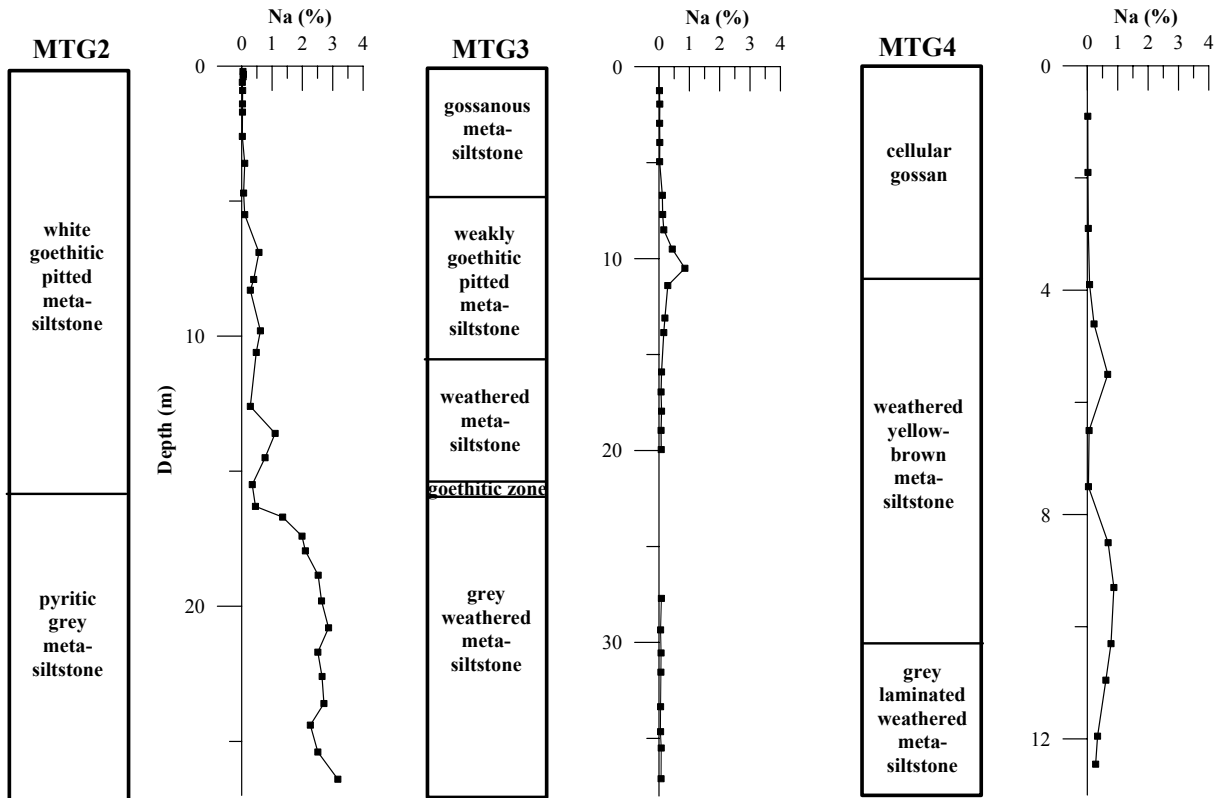 MTG2
Na (%)
0 1 2 3 4
0
10
20
Depth (m)
white
goethitic
pitted
meta-
siltstone
pyritic
grey
meta-
siltstone
MTG3
Na (%)
0 1 2 3 4
0
10
20
30
gossanous
meta-
siltstone
weakly
goethitic
pitted
meta-
siltstone
weathered
meta-
siltstone
goethitic zone
grey
weathered
meta-
siltstone
MTG4
Na (%)
0 1 2 3 4
0
4
8
12
cellular
gossan
weathered
yellow-
brown
meta-
siltstone
grey
laminated
weathered
meta-
siltstone